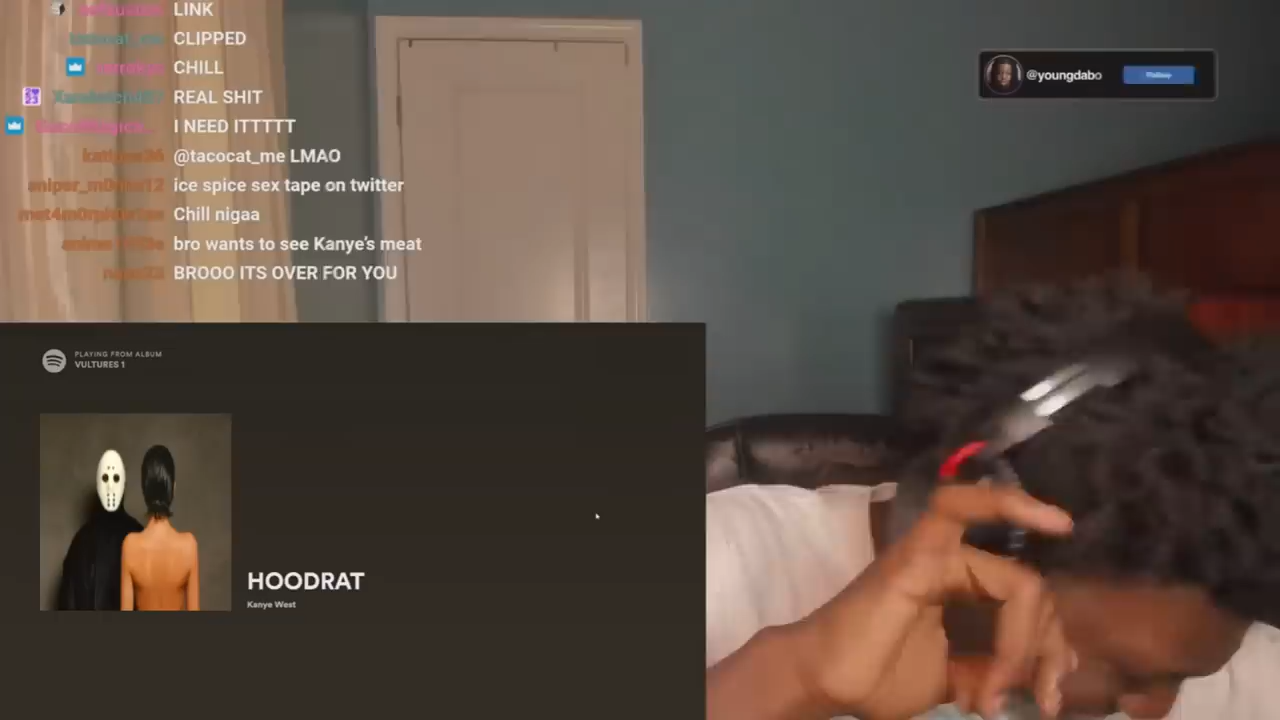 LINK
CLIPPED
CHILL
REAL SHIT
I NEED ITTTTT
@tacocat_me LMAO
ice spice sex tape on twitter
Chill nigaa
bro wants to see Kanye's meat
BROOO ITS OVER FOR YOU
@youngdabo
PLAYING FROM ALBUM
VULTURES 1
HOODRAT
Kanye West